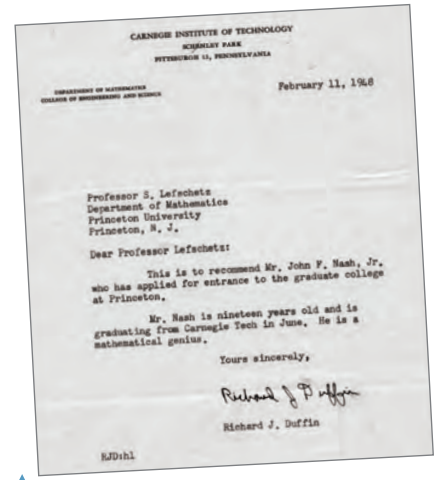 CARNEGIE INSTITUTE OF TECHNOLOGY
SCHENLEY PARK
PITTSBURGH 13, PENNSYLVANIA
DEPARTMENT OF MATHEMATICS
COLLEGE OF ENGINEERING AND SCIENCE
February 11, 1948
Professor S. Lefschetz
Department of Mathematics
Princeton University
Princeton, N. J.
Dear Professor Lefschetz:
This is to recommend Mr. John F. Nash, Jr.
who has applied for entrance to the graduate college
at Princeton.
Mr. Nash is nineteen years old and is
graduating from Carnegie Tech in June. He is a
mathematical genius.
Yours sincerely,
Richard J Duffin
Richard J. Duffin
RJD:hl